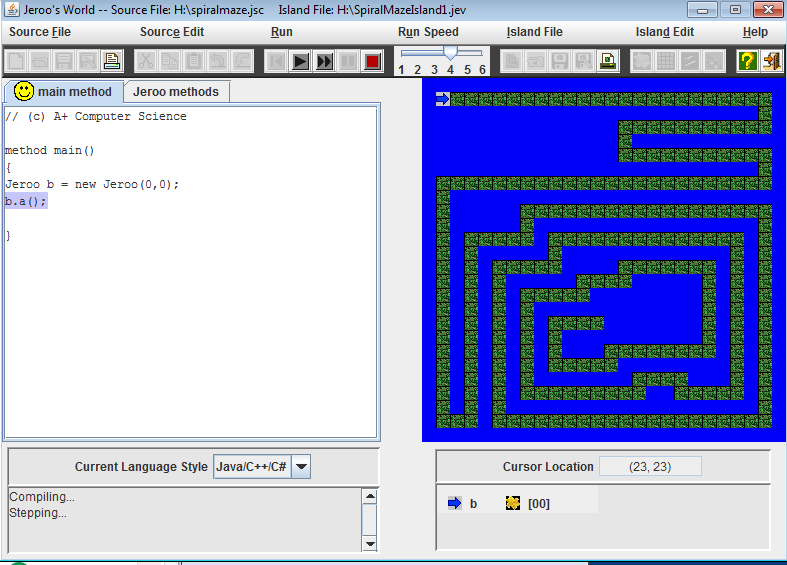 Jeroo's World -- Source File: H:\spiralmaze.jsc Island File: H:\SpiralMazeIsland1.jev
Source File Source Edit Run Run Speed Island File Island Edit Help
1 2 3 4 5 6
main method Jeroo methods
// (c) A+ Computer Science
method main()
{
Jeroo b = new Jeroo(0,0);
b.a();
}
Current Language Style Java/C++/C#
Cursor Location (23, 23)
Compiling...
Stepping...
b [00]